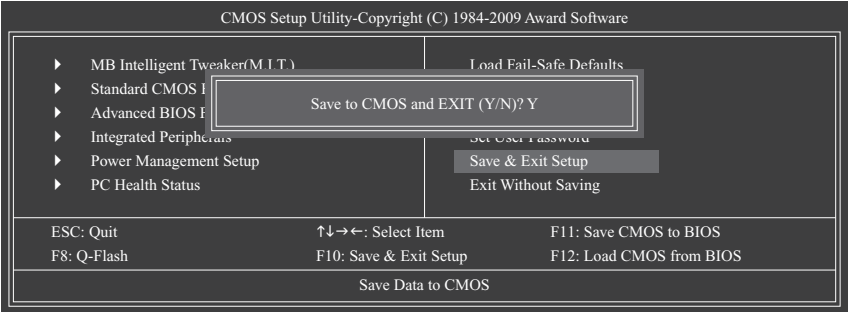 CMOS Setup Utility-Copyright (C) 1984-2009 Award Software
MB Intelligent Tweaker(M.I.T.)
Standard CMOS
Advanced BIOS
Integrated Peripherals
Power Management Setup
PC Health Status
Load Fail-Safe Defaults
Set User Password
Save & Exit Setup
Exit Without Saving
Save to CMOS and EXIT (Y/N)? Y
ESC: Quit
↑↓→←: Select Item
F11: Save CMOS to BIOS
F8: Q-Flash
F10: Save & Exit Setup
F12: Load CMOS from BIOS
Save Data to CMOS